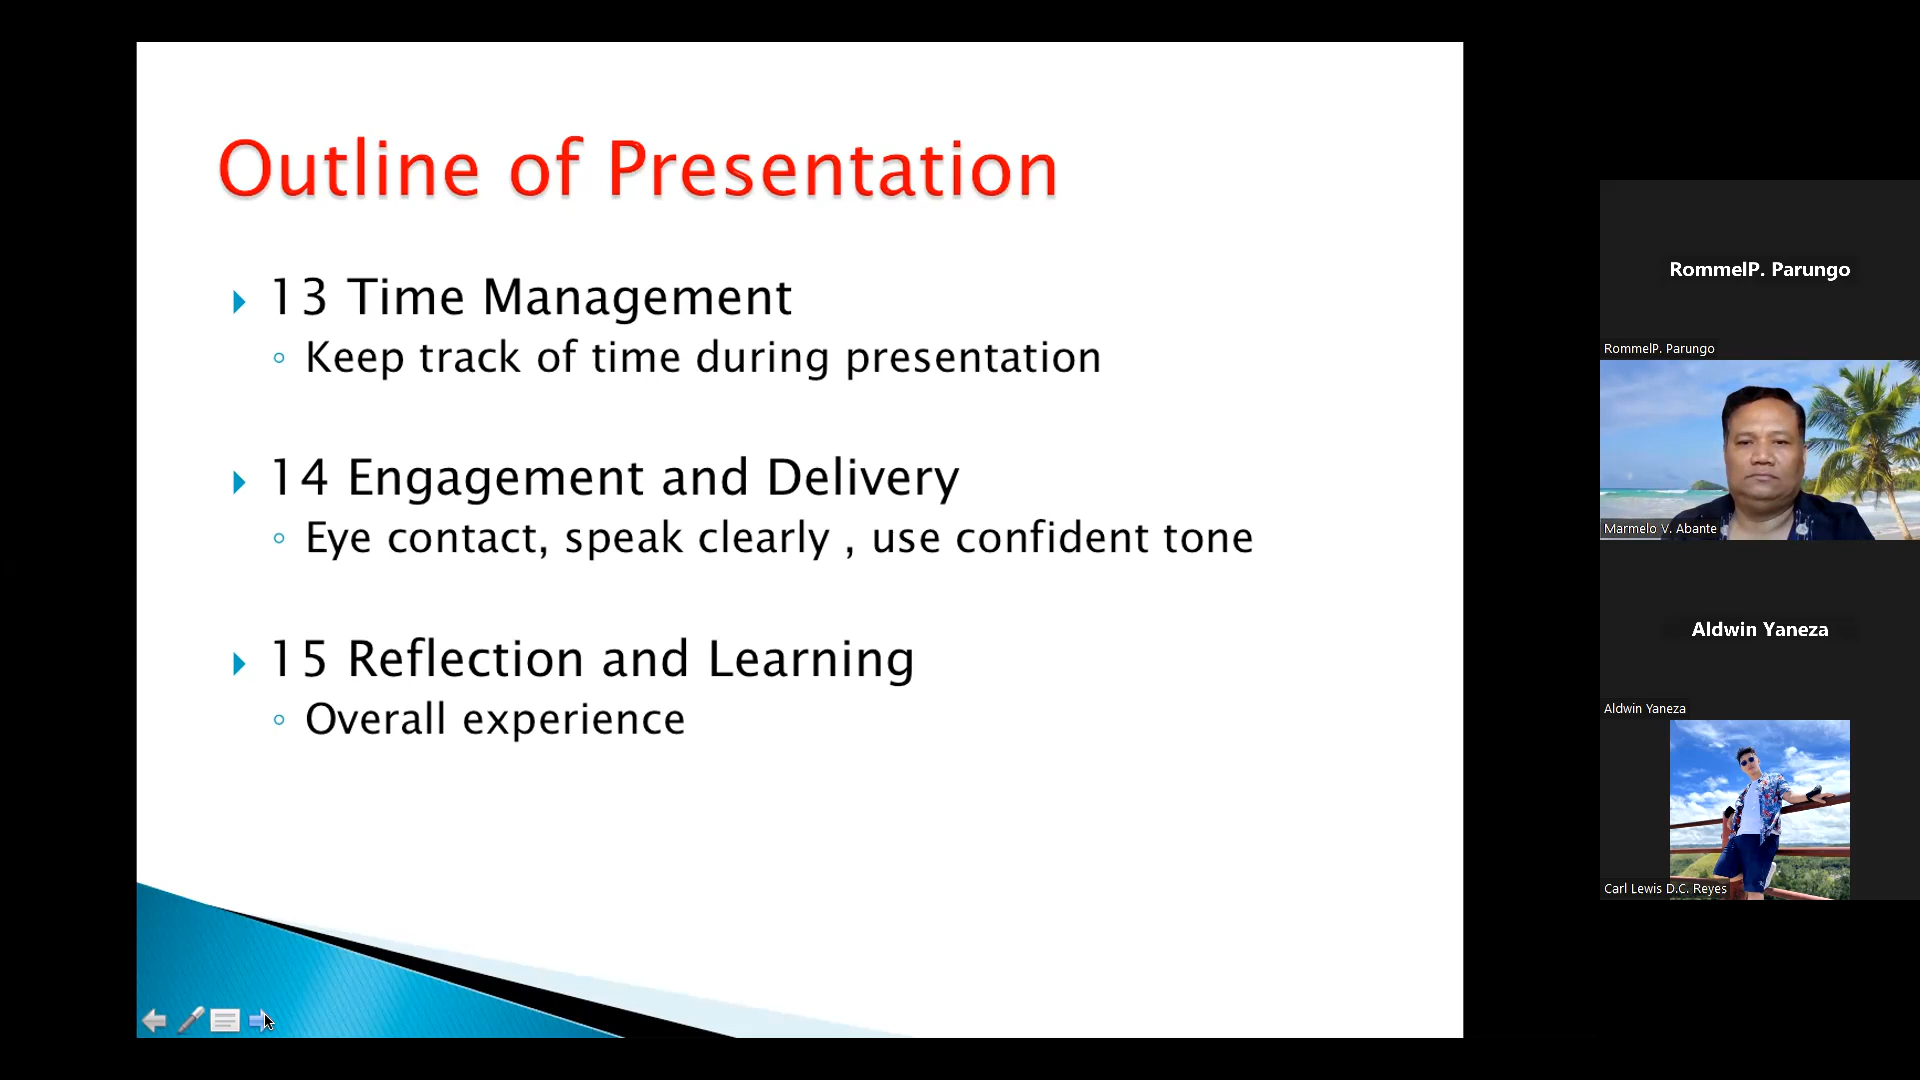 Outline of Presentation
13 Time Management
Keep track of time during presentation
14 Engagement and Delivery
Eye contact, speak clearly , use confident tone
15 Reflection and Learning
Overall experience
RommelP. Parungo
RommelP. Parungo
Marmelo V. Abante
Aldwin Yaneza
Aldwin Yaneza
Carl Lewis D.C. Reyes